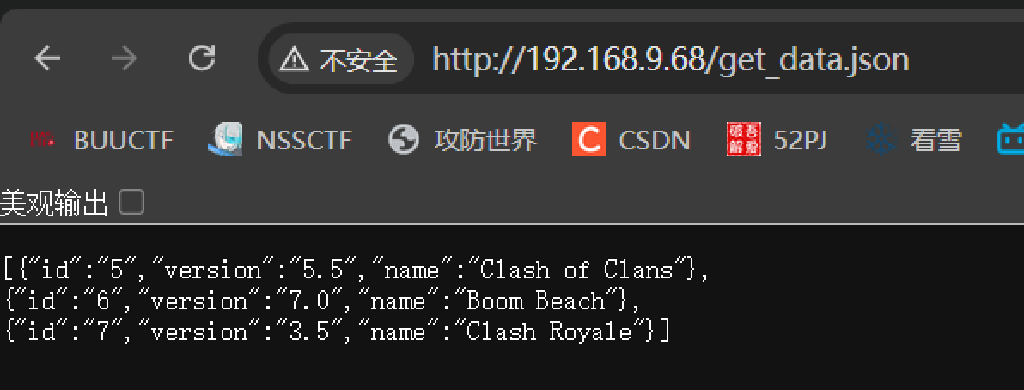 不安全 http://192.168.9.68/get_data.json
BUUCTF NSSCTF 攻防世界 CSDN 52PJ 看雪
美观输出
[{"id":"5","version":"5.5","name":"Clash of Clans"},
{"id":"6","version":"7.0","name":"Boom Beach"},
{"id":"7","version":"3.5","name":"Clash Royale"}]